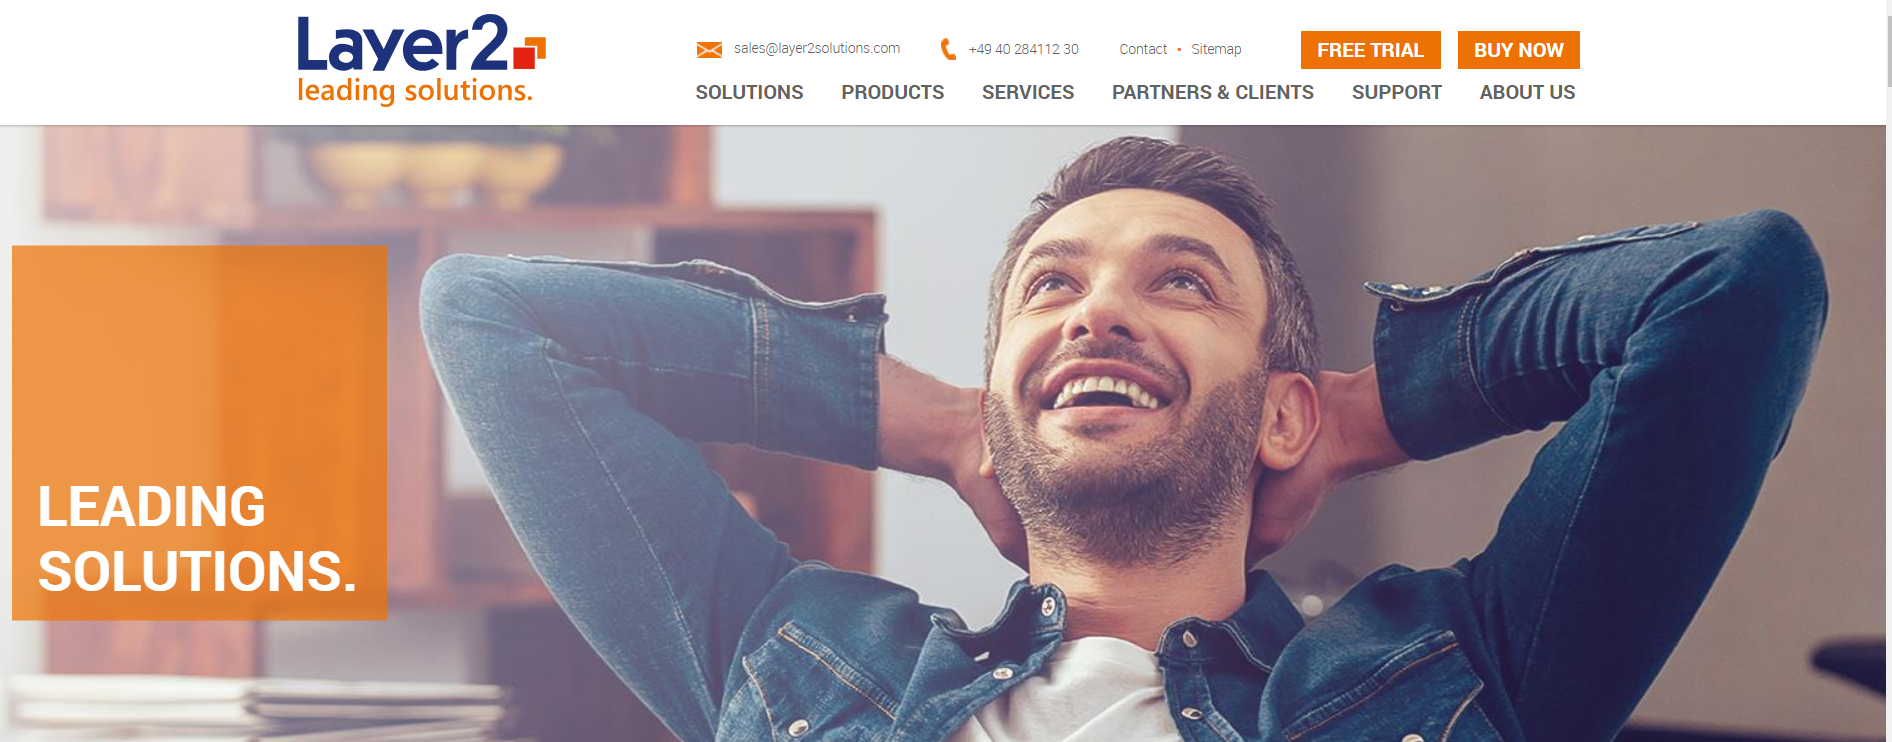 Layer2
leading solutions.
sales@layer2solutions.com
+49 40 284112 30
Contact • Sitemap
FREE TRIAL
BUY NOW
SOLUTIONS
PRODUCTS
SERVICES
PARTNERS & CLIENTS
SUPPORT
ABOUT US
LEADING
SOLUTIONS.